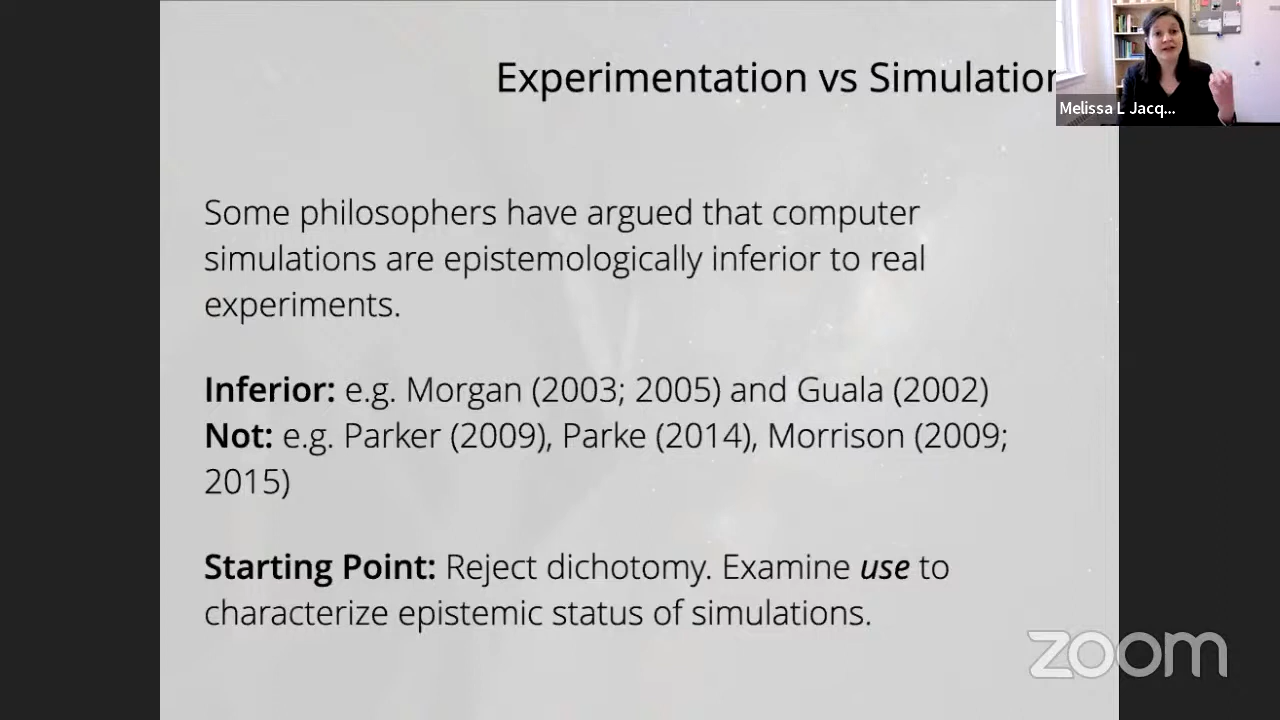 Experimentation vs Simulation
Melissa L Jacq...
Some philosophers have argued that computer
simulations are epistemologically inferior to real
experiments.
Inferior: e.g. Morgan (2003; 2005) and Guala (2002)
Not: e.g. Parker (2009), Parke (2014), Morrison (2009;
2015)
Starting Point: Reject dichotomy. Examine use to
characterize epistemic status of simulations.
zoom